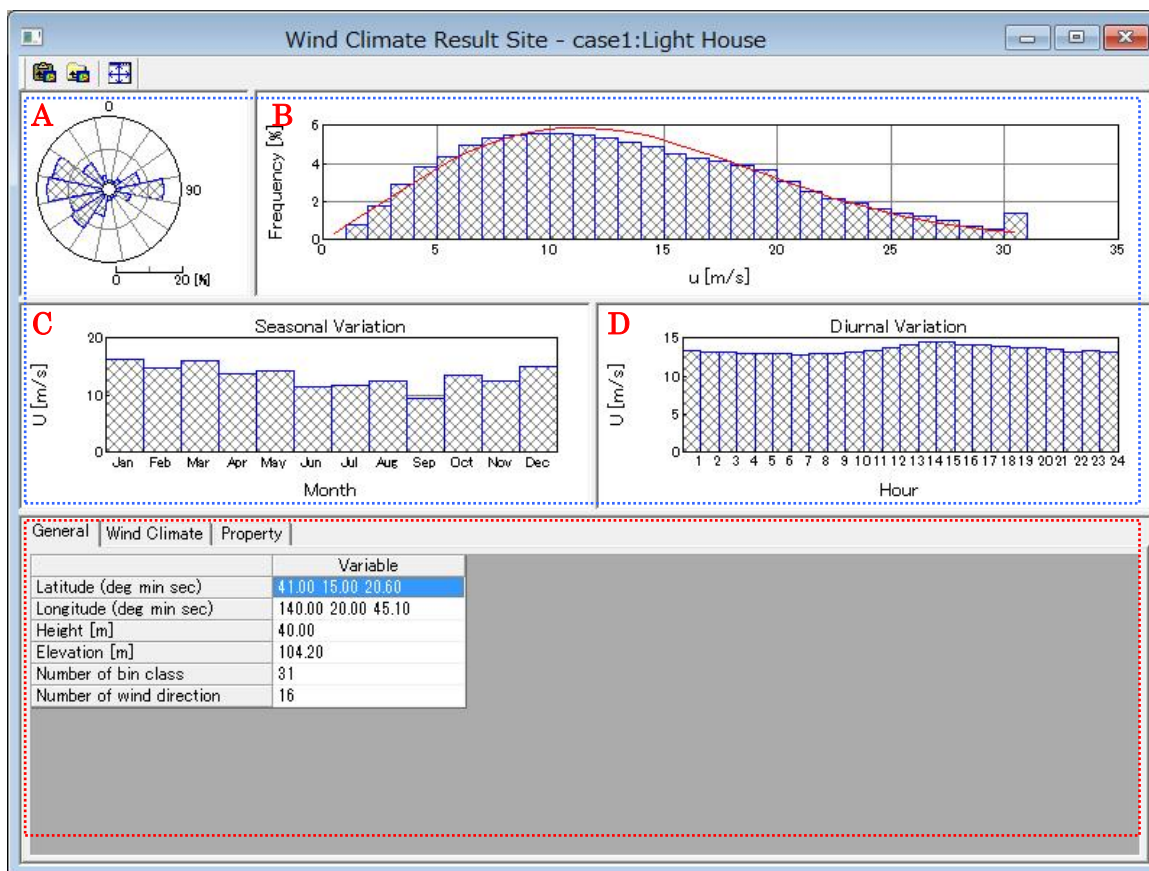 Wind Climate Result Site - case1:Light House
A
0
90
0 20 [%]
B
Frequency [%]
6
4
2
0
0 5 10 15 20 25 30 35
u [m/s]
C
Seasonal Variation
U [m/s]
20
10
0
Jan Feb Mar Apr May Jun Jul Aug Sep Oct Nov Dec
Month
D
Diurnal Variation
U [m/s]
15
10
5
0
1 2 3 4 5 6 7 8 9 10 11 12 13 14 15 16 17 18 19 20 21 22 23 24
Hour
General Wind Climate Property
Variable
Latitude (deg min sec) 41.00 15.00 20.60
Longitude (deg min sec) 140.00 20.00 45.10
Height [m] 40.00
Elevation [m] 104.20
Number of bin class 31
Number of wind direction 16